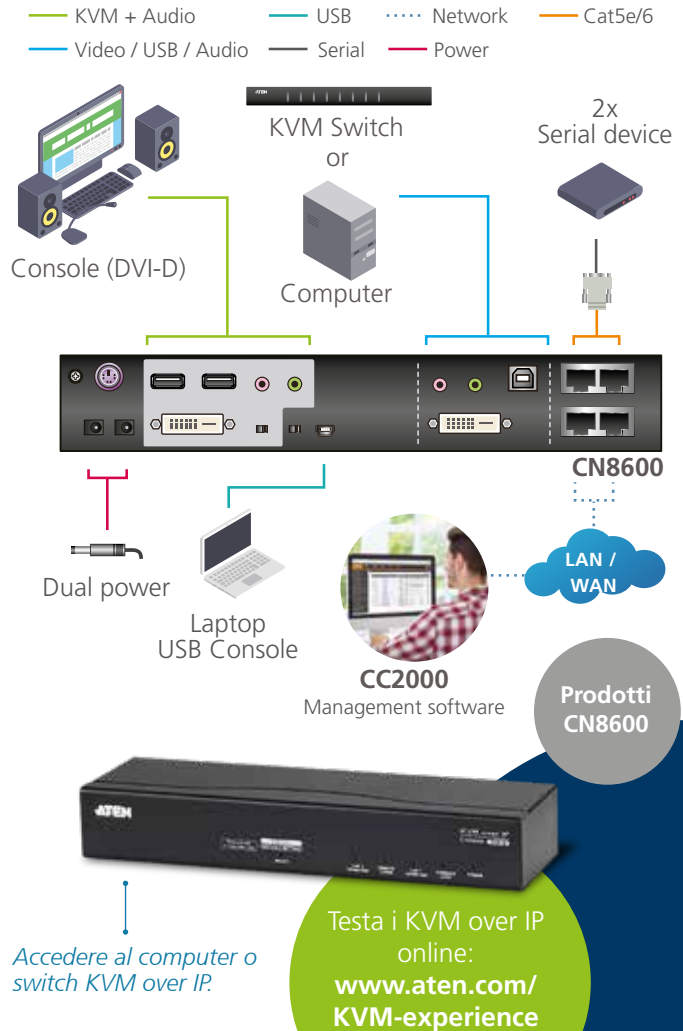 KVM + Audio
USB
Network
Cat5e/6
Video / USB / Audio
Serial
Power
KVM Switch
or
2x
Serial device
Console (DVI-D)
Computer
CN8600
Dual power
Laptop
USB Console
LAN /
WAN
CC2000
Management software
Prodotti
CN8600
ATEN
Accedere al computer o
switch KVM over IP.
Testa i KVM over IP
online:
www.aten.com/
KVM-experience